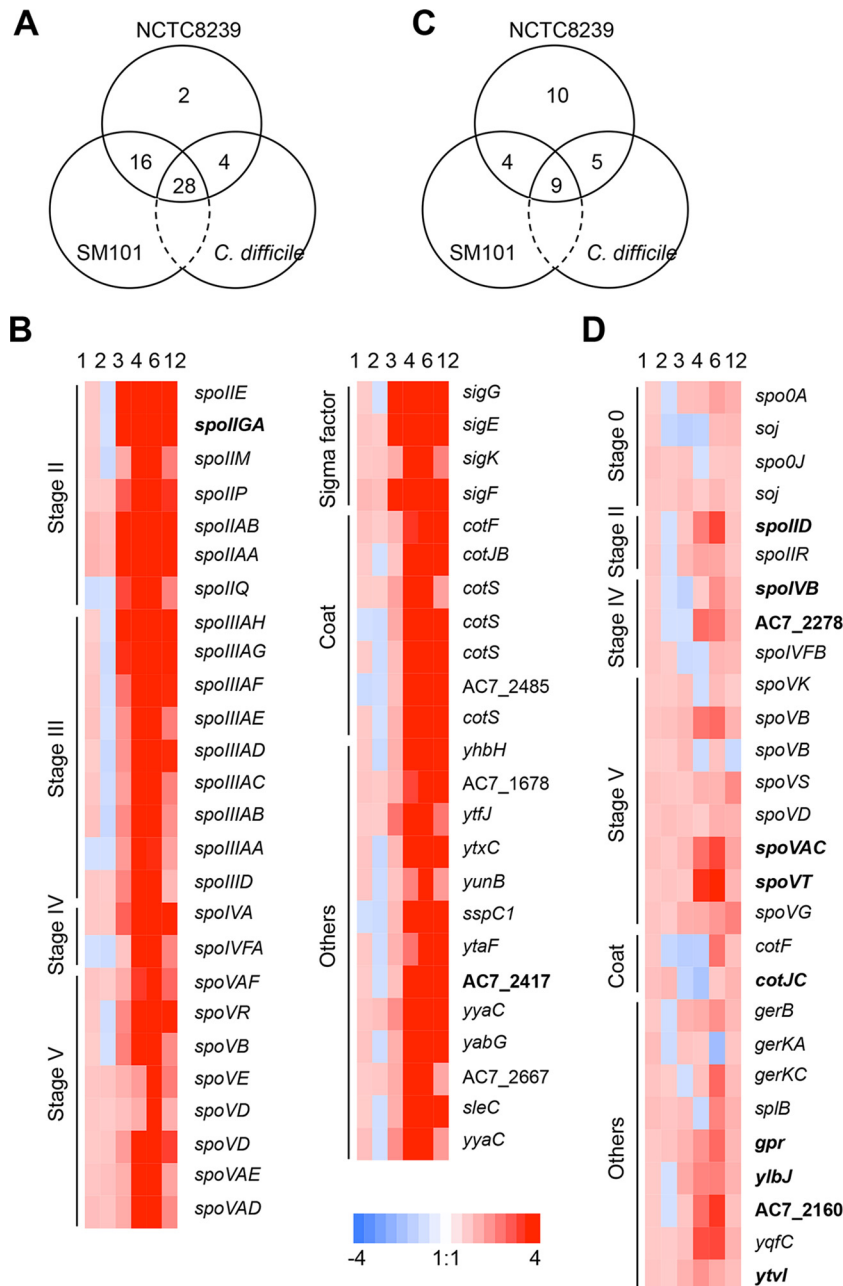 A
NCTC8239
2
16
4
28
SM101
C. difficile
C
NCTC8239
10
4
5
9
SM101
C. difficile
B
1 2 3 4 6 12
Stage II
spoIIE
spoIIGA
spoIIM
spoIIP
spoIIAB
spoIIAA
spoIIQ
Stage III
spoIIIAH
spoIIIAG
spoIIIAF
spoIIIAE
spoIIIAD
spoIIIAC
spoIIIAB
spoIIIAA
spoIIID
Stage IV
spoIVA
spoIVFA
Stage V
spoVAF
spoVR
spoVB
spoVE
spoVD
spoVD
spoVAE
spoVAD
1 2 3 4 6 12
Sigma factor
sigG
sigE
sigK
sigF
Coat
cotF
cotJB
cotS
cotS
cotS
AC7_2485
cotS
Others
yhbH
AC7_1678
ytfJ
ytxC
yunB
sspC1
ytaF
AC7_2417
yyaC
yabG
AC7_2667
sleC
yyaC
-4 1:1 4
D
1 2 3 4 6 12
Stage 0
spo0A
soj
spo0J
soj
Stage II
spoIID
spoIIR
Stage IV
spoIVB
AC7_2278
spoIVFB
Stage V
spoVK
spoVB
spoVB
spoVS
spoVD
spoVAC
spoVT
spoVG
Coat
cotF
cotJC
Others
gerB
gerKA
gerKC
splB
gpr
ylbJ
AC7_2160
yqfC
ytvI